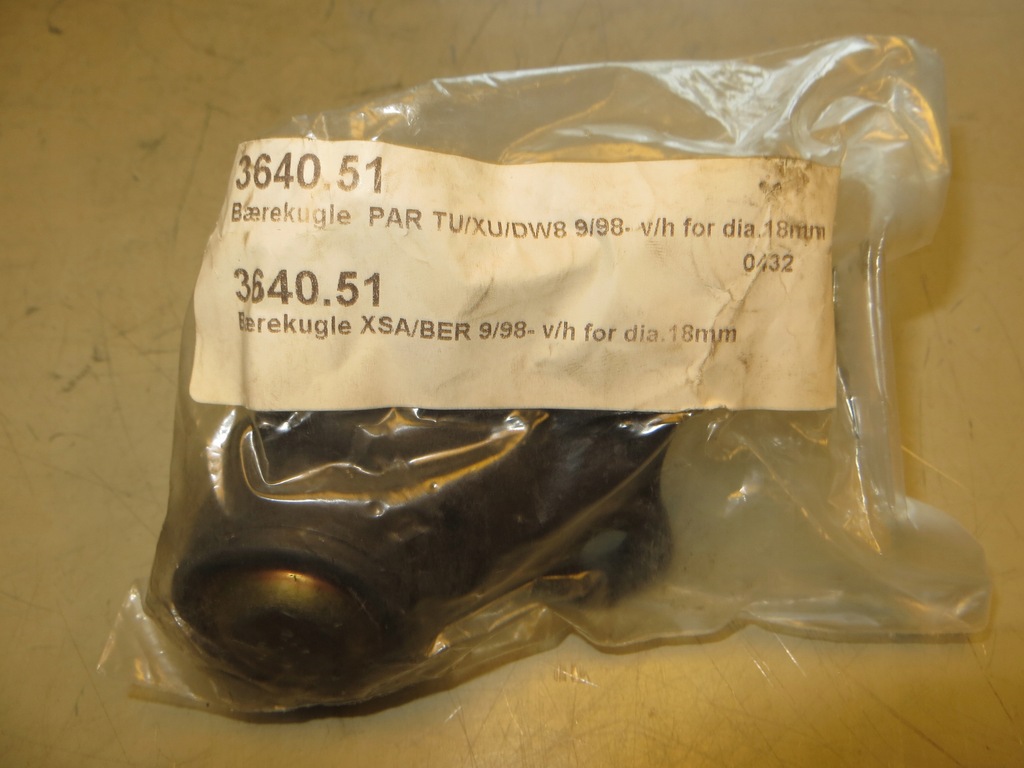 3640.51
Bærekugle PAR TU/XU/DW8 9/98- v/h for dia.18mm
0432
3640.51
Bærekugle XSA/BER 9/98- v/h for dia.18mm